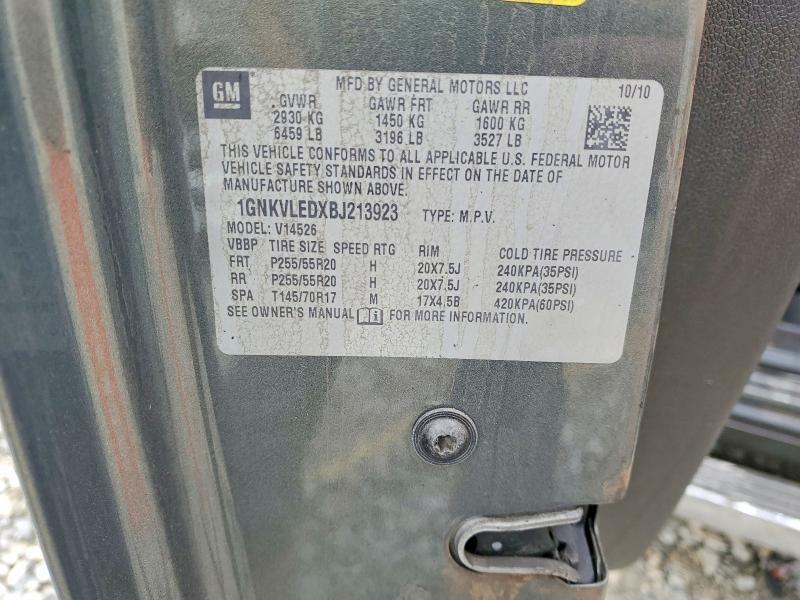 GM
MFD BY GENERAL MOTORS LLC 10/10
GVWR GAWR FRT GAWR RR
2930 KG 1450 KG 1600 KG
6459 LB 3196 LB 3527 LB
THIS VEHICLE CONFORMS TO ALL APPLICABLE U.S. FEDERAL MOTOR
VEHICLE SAFETY STANDARDS IN EFFECT ON THE DATE OF
MANUFACTURE SHOWN ABOVE.
1GNKVLEDXBJ213923 TYPE: M.P.V.
MODEL: V14526
VBBP TIRE SIZE SPEED RTG RIM COLD TIRE PRESSURE
FRT P255/55R20 H 20X7.5J 240KPA(35PSI)
RR P255/55R20 H 20X7.5J 240KPA(35PSI)
SPA T145/70R17 M 17X4.5B 420KPA(60PSI)
SEE OWNER'S MANUAL i FOR MORE INFORMATION.